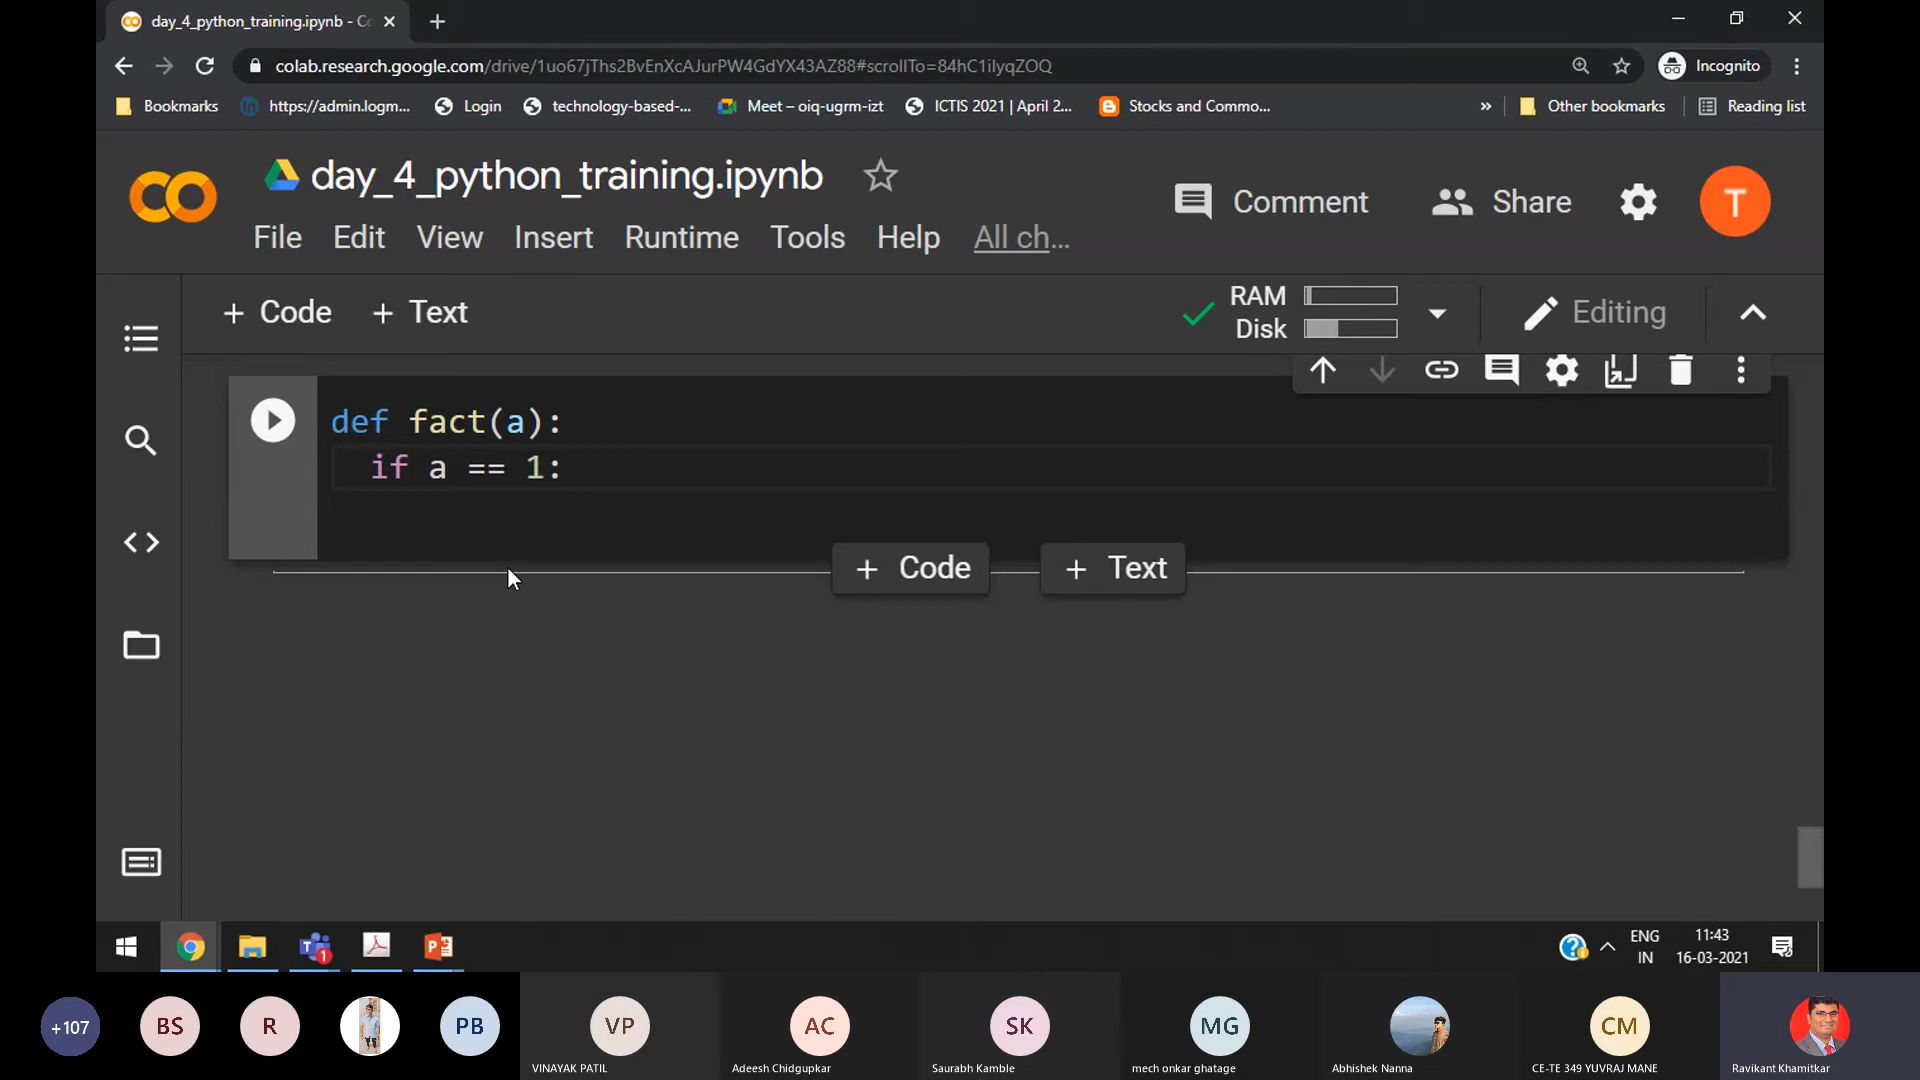 day_4_python_training.ipynb - Co
colab.research.google.com/drive/1uo67jThs2BvEnXcAJurPW4GdYX43AZ88#scrollTo=84hC1ilyqZOQ
Incognito
Bookmarks
https://admin.logm...
Login
technology-based-...
Meet – oiq-ugrm-izt
ICTIS 2021 | April 2...
Stocks and Commo...
»
Other bookmarks
Reading list
day_4_python_training.ipynb
Comment
Share
T
File Edit View Insert Runtime Tools Help All ch...
+ Code + Text
RAM
Disk
Editing
def fact(a):
if a == 1:
+ Code
+ Text
ENG
IN
11:43
16-03-2021
1
+107
BS
R
PB
VP
VINAYAK PATIL
AC
Adeesh Chidgupkar
SK
Saurabh Kamble
MG
mech onkar ghatage
Abhishek Nanna
CM
CE-TE 349 YUVRAJ MANE
Ravikant Khamitkar